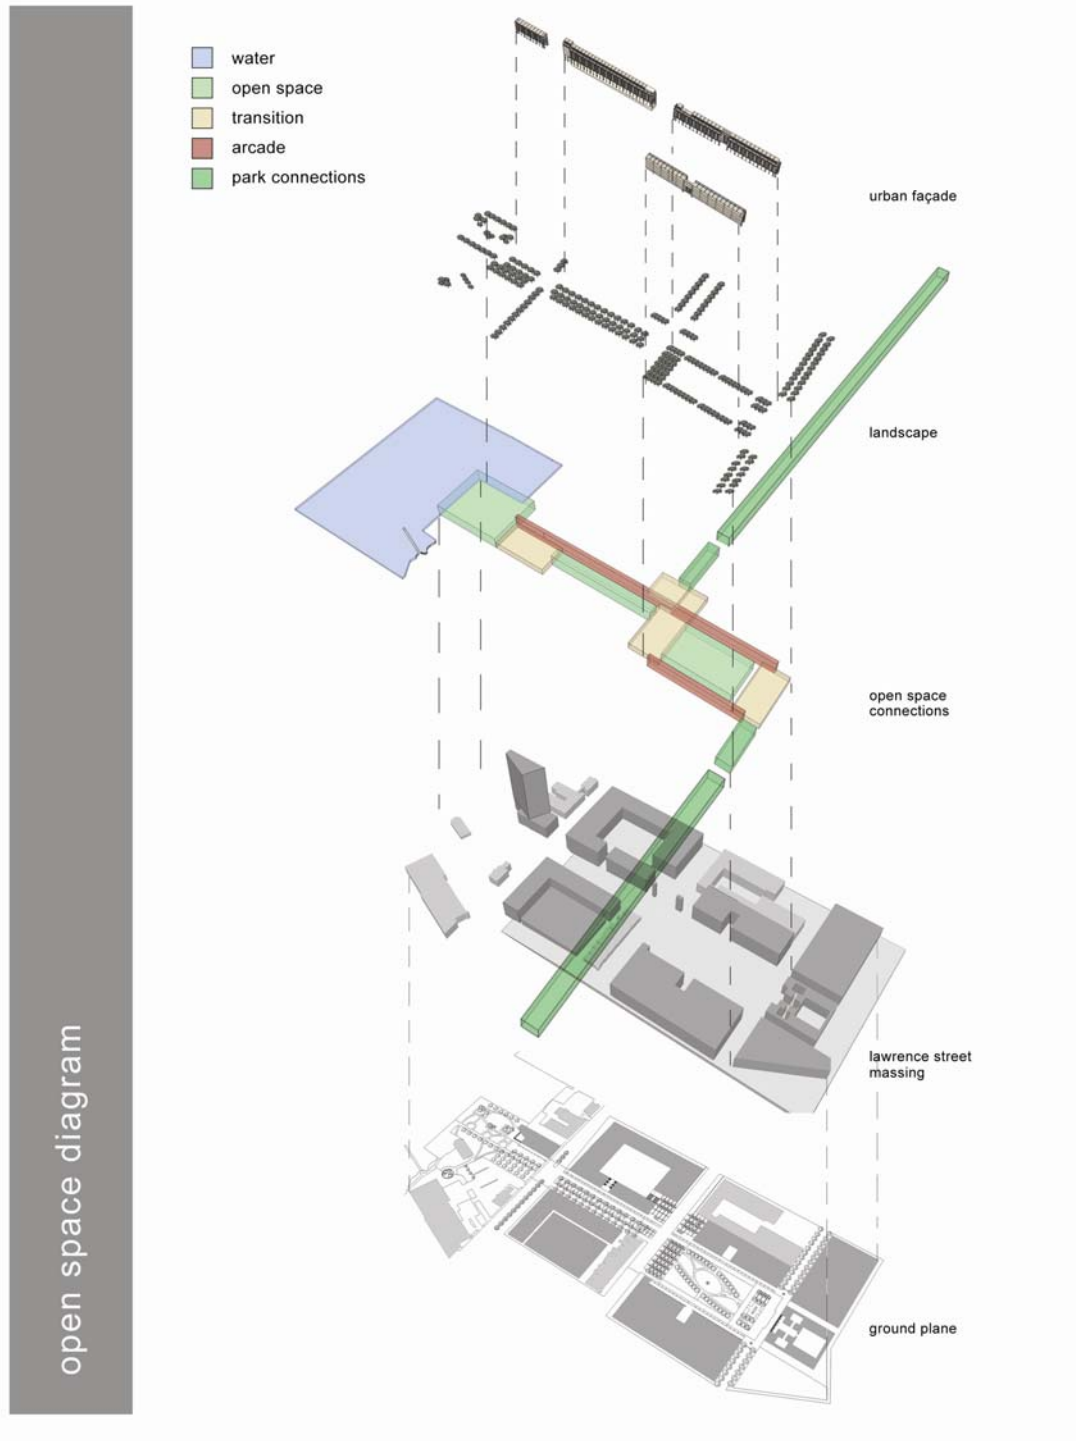 water
open space
transition
arcade
park connections
urban façade
landscape
open space
connections
lawrence street
massing
ground plane
open space diagram